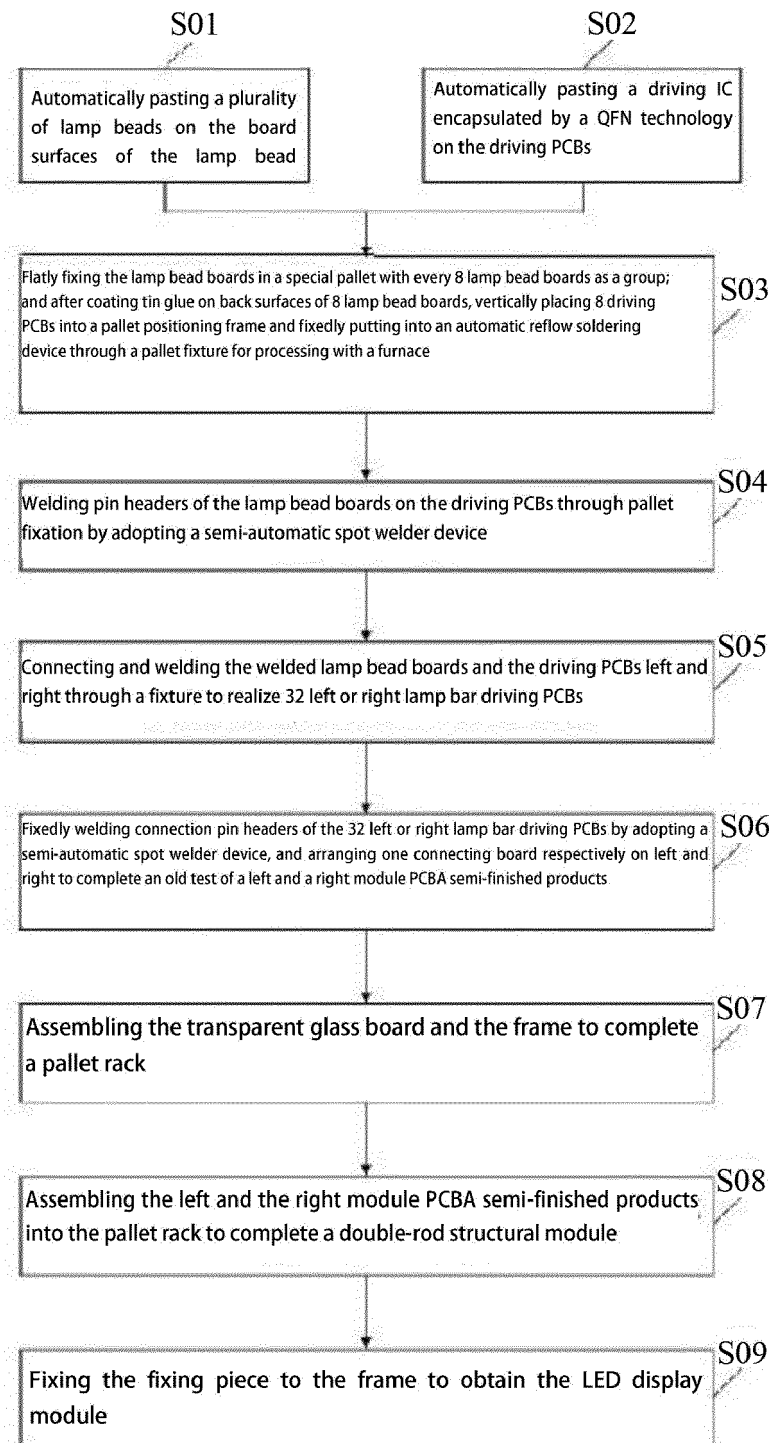 S01
S02
Automatically pasting a plurality
of lamp beads on the board
surfaces of the lamp bead
Automatically pasting a driving IC
encapsulated by a QFN technology
on the driving PCBs
S03
Flatly fixing the lamp bead boards in a special pallet with every 8 lamp bead boards as a group;
and after coating tin glue on back surfaces of 8 lamp bead boards, vertically placing 8 driving
PCBs into a pallet positioning frame and fixedly putting into an automatic reflow soldering
device through a pallet fixture for processing with a furnace
S04
Welding pin headers of the lamp bead boards on the driving PCBs through pallet
fixation by adopting a semi-automatic spot welder device
S05
Connecting and welding the welded lamp bead boards and the driving PCBs left and
right through a fixture to realize 32 left or right lamp bar driving PCBs
S06
Fixedly welding connection pin headers of the 32 left or right lamp bar driving PCBs by adopting a
semi-automatic spot welder device, and arranging one connecting board respectively on left and
right to complete an old test of a left and a right module PCBA semi-finished products
S07
Assembling the transparent glass board and the frame to complete
a pallet rack
S08
Assembling the left and the right module PCBA semi-finished products
into the pallet rack to complete a double-rod structural module
S09
Fixing the fixing piece to the frame to obtain the LED display
module